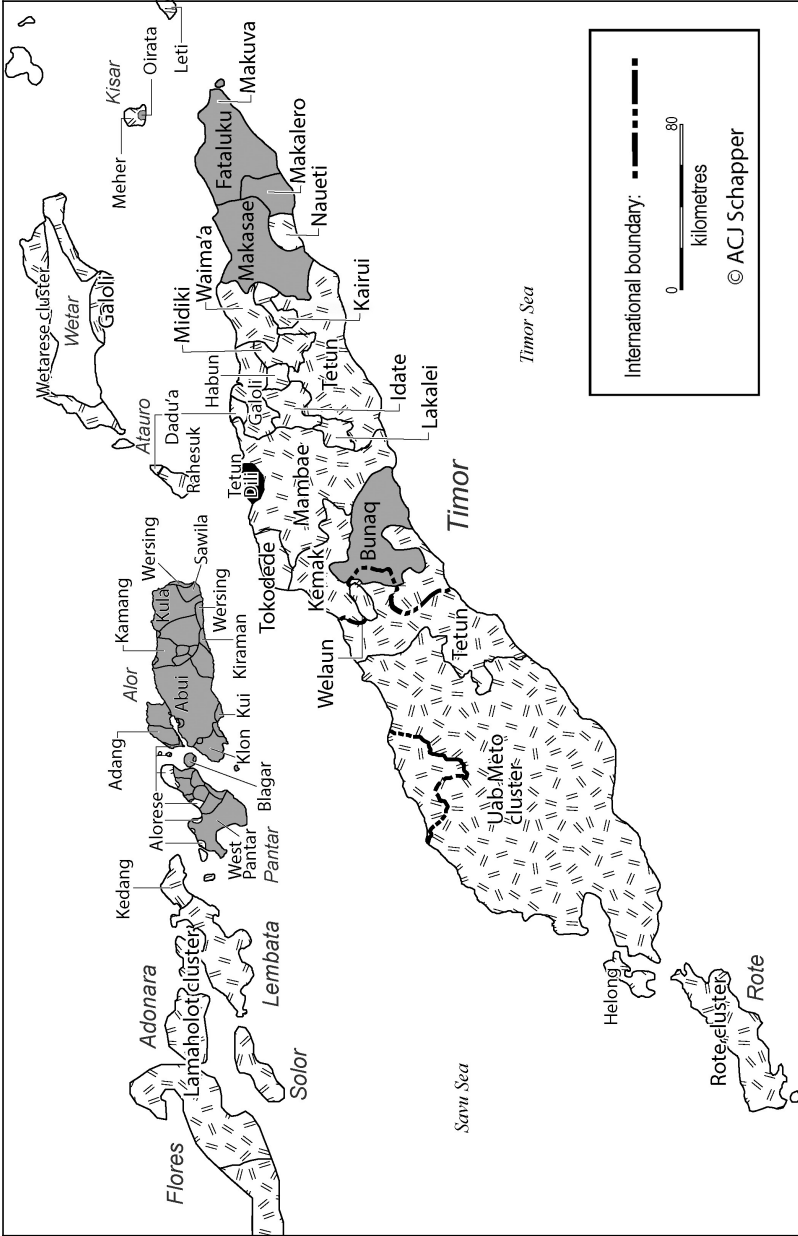 Leti
Oirata
Kisar
Meher
Makuva
Fataluku
Makalero
Naueti
Makasae
Wetarese cluster
Wetar
Galoli
Waima'a
Midiki
Kairui
Habun
Galoli
Tetun
Idate
Lakalei
Atauro
Dadu'a
Rahesuk
Tetun
Dili
Mambae
Tokodede
Kemak
Bunaq
Welaun
Tetun
Timor
Uab Meto
cluster
Wersing
Sawila
Kula
Kamang
Wersing
Kiraman
Alor
Abui
Kui
Klon
Adang
Blagar
Alorese
West
Pantar
Pantar
Kedang
Lamaholot cluster
Lembata
Adonara
Solor
Flores
Helong
Rote cluster
Rote
Savu Sea
Timor Sea
International boundary:
0 80
kilometres
© ACJ Schapper